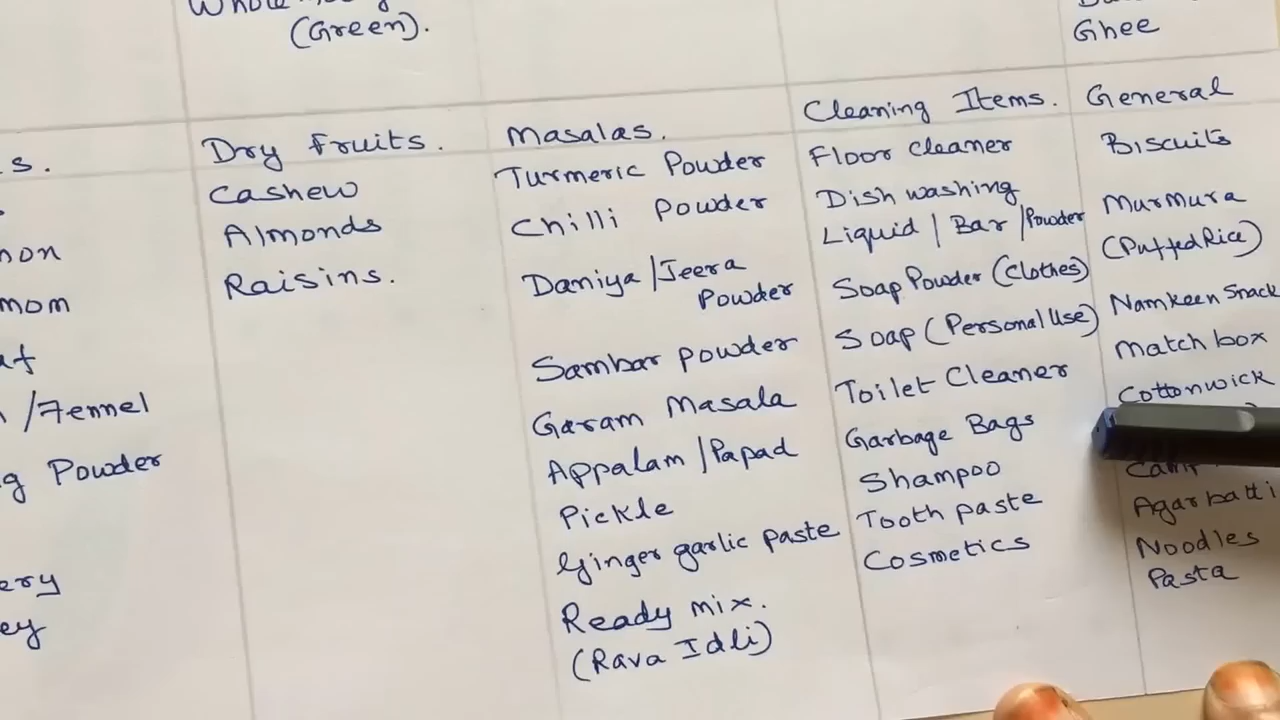 (Green).
Ghee
s.
Dry Fruits.
Cashew
Almonds
Raisins.
/Fennel
Powder
Masalas.
Turmeric Powder
Chilli Powder
Daniya/Jeera
Powder
Sambar powder
Garam Masala
Appalam/Papad
Pickle
Ginger garlic paste
Ready mix.
(Rava Idli)
Cleaning Items.
Floor cleaner
Dish washing
Liquid | Bar |Powder
Soap Powder (Clothes)
Soap (Personal Use)
Toilet Cleaner
Garbage Bags
Shampoo
Tooth paste
Cosmetics
General
Biscuits
Murmura
(Puffed Rice)
Namkeen Snack
Match box
Cottonwick
Agarbatti
Noodles
Pasta